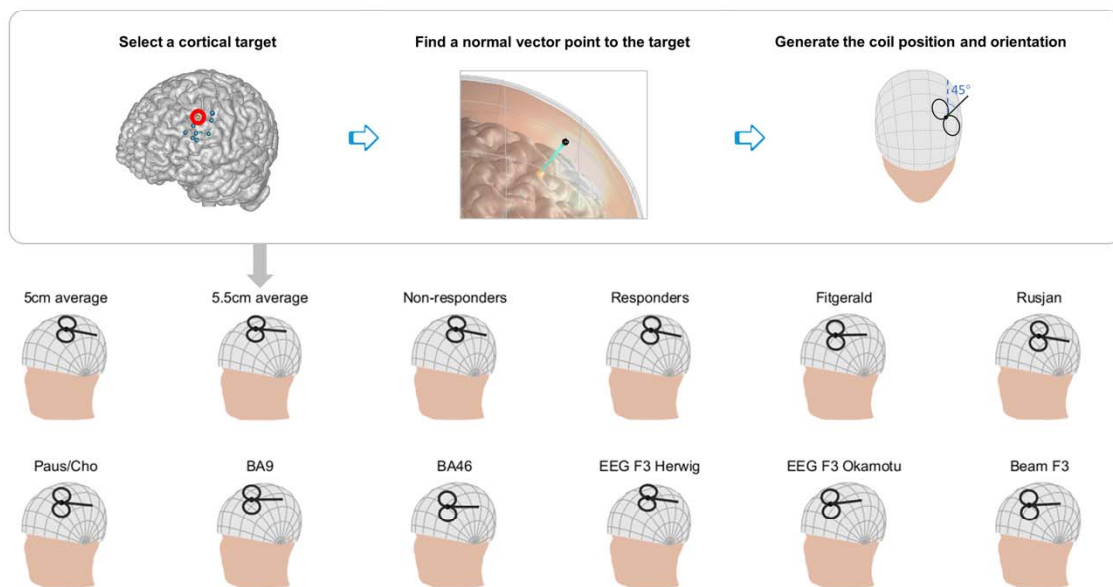 Select a cortical target
Find a normal vector point to the target
Generate the coil position and orientation
45°
5cm average
5.5cm average
Non-responders
Responders
Fitgerald
Rusjan
Paus/Cho
BA9
BA46
EEG F3 Herwig
EEG F3 Okamotu
Beam F3